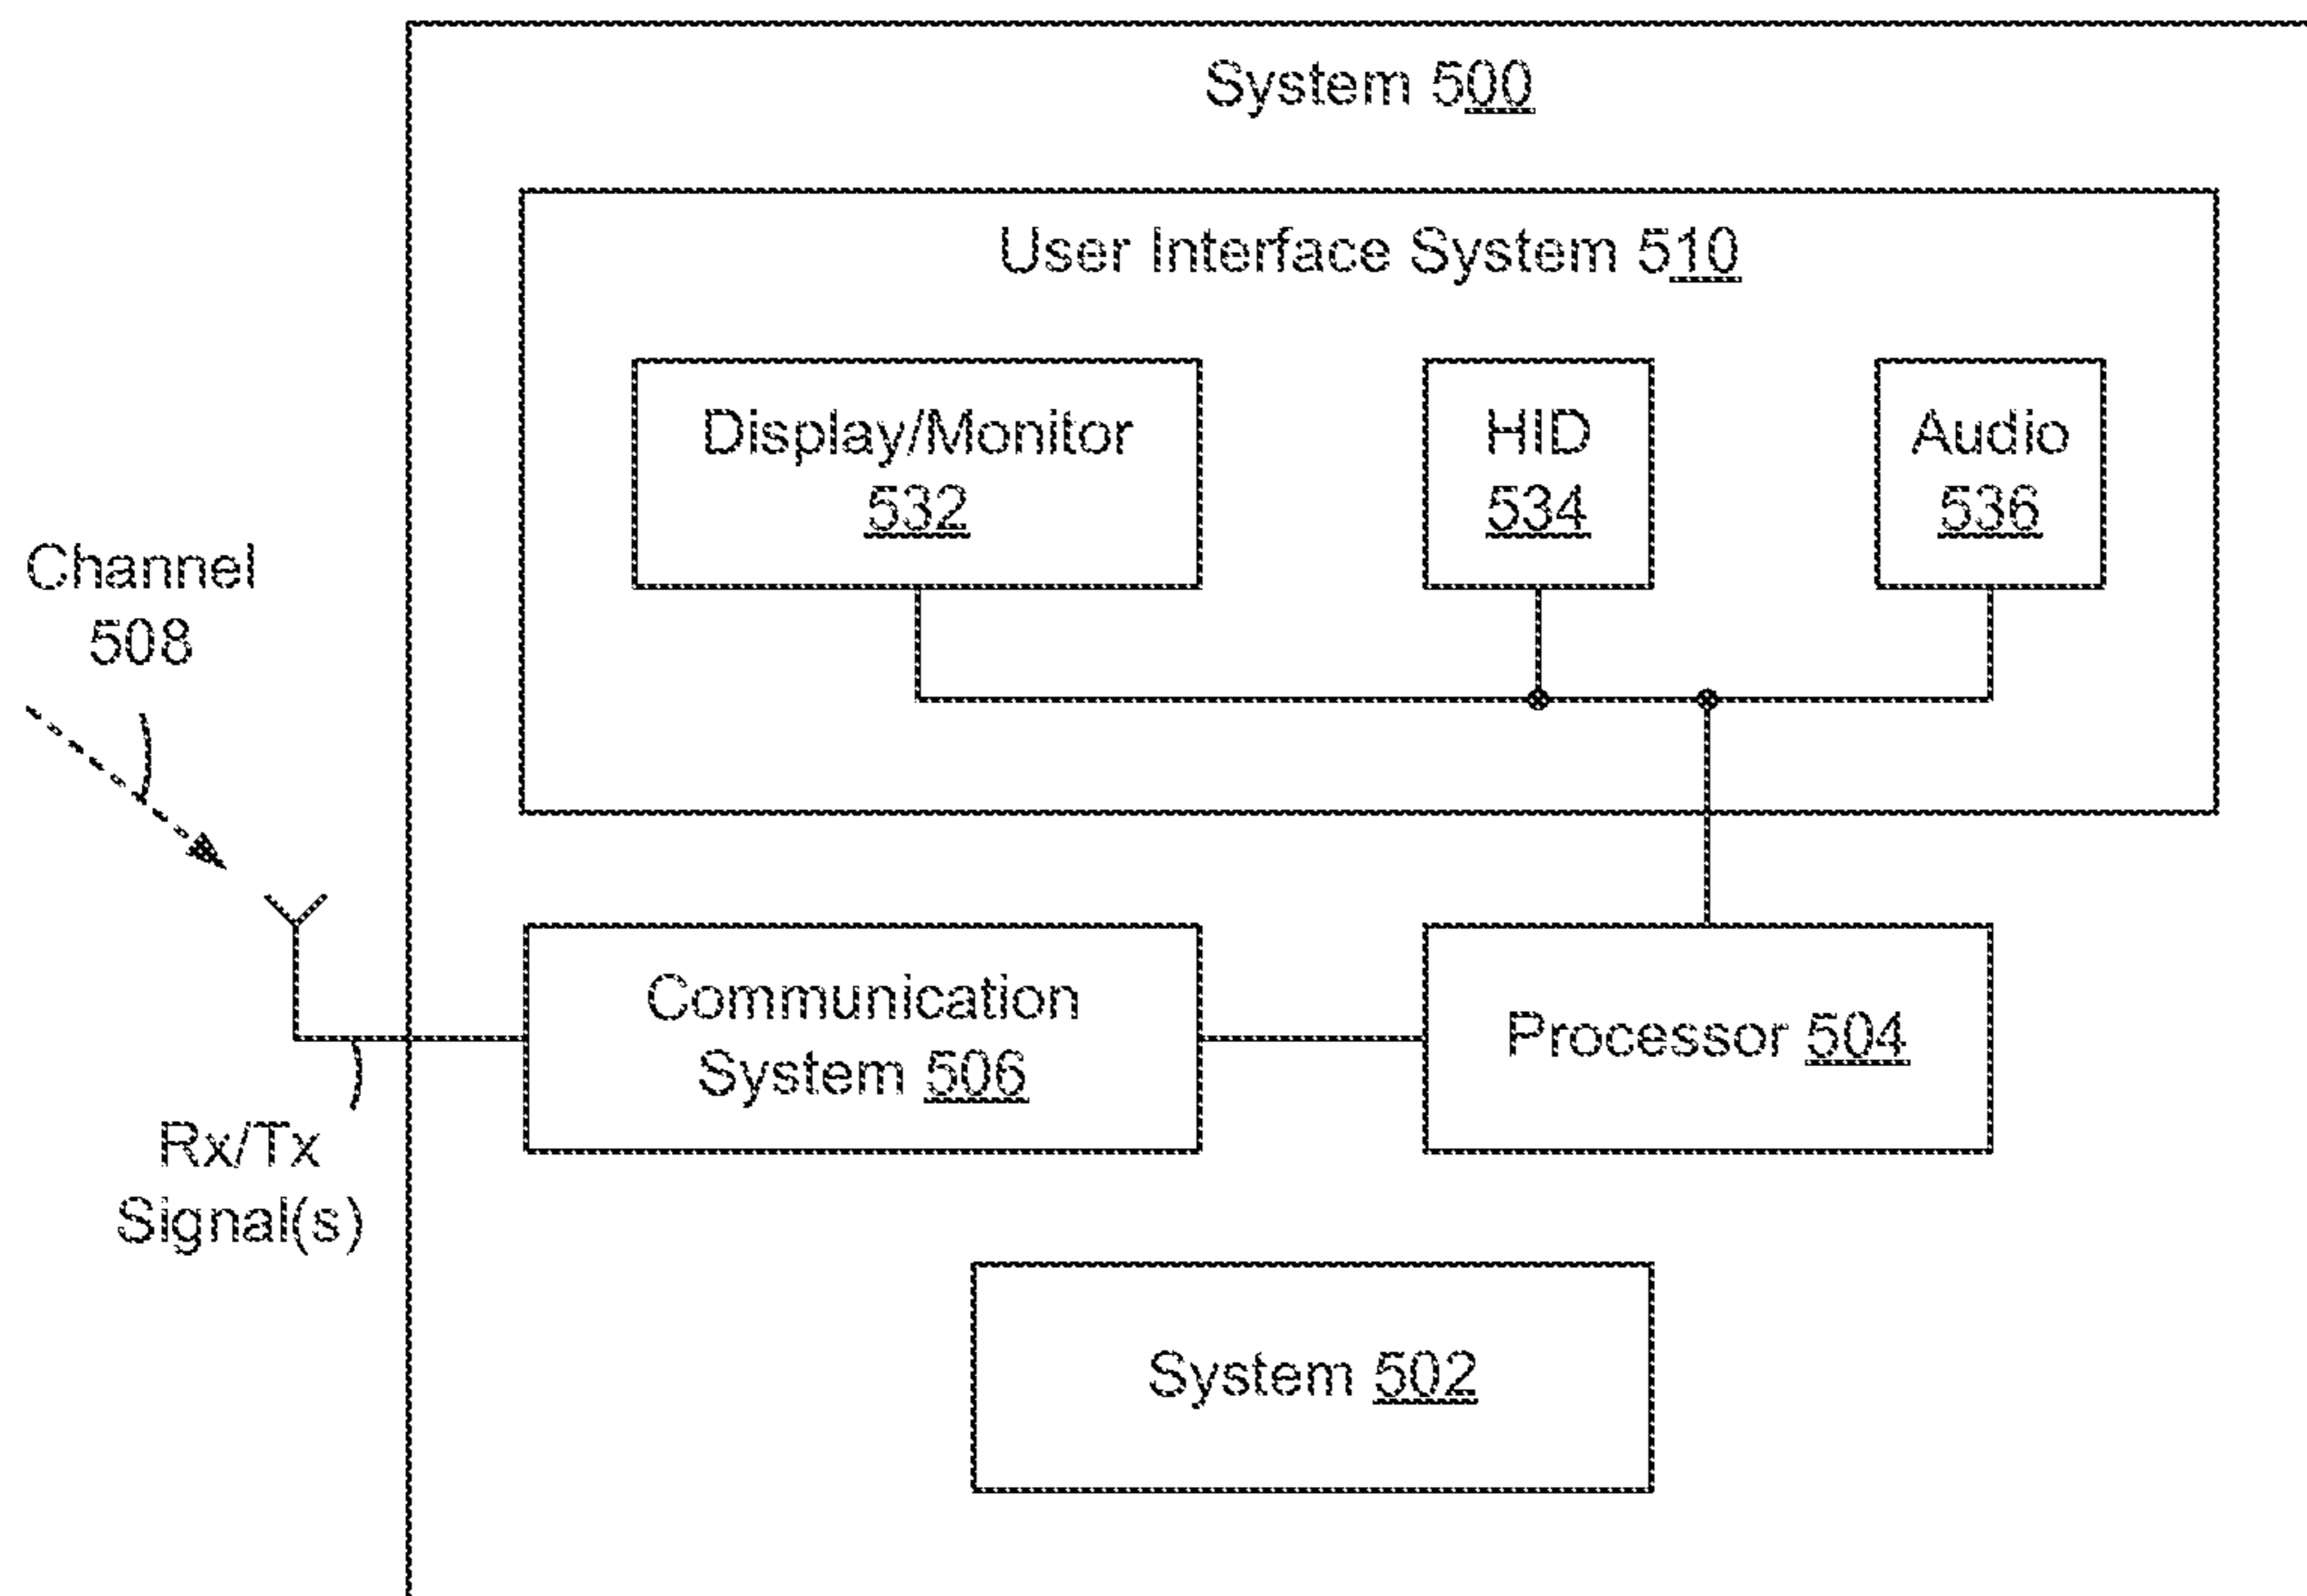 System 500
User Interface System 510
Display/Monitor
532
HID
534
Audio
536
Channel
508
Communication
System 506
Processor 504
Rx/Tx
Signal(s)
System 502